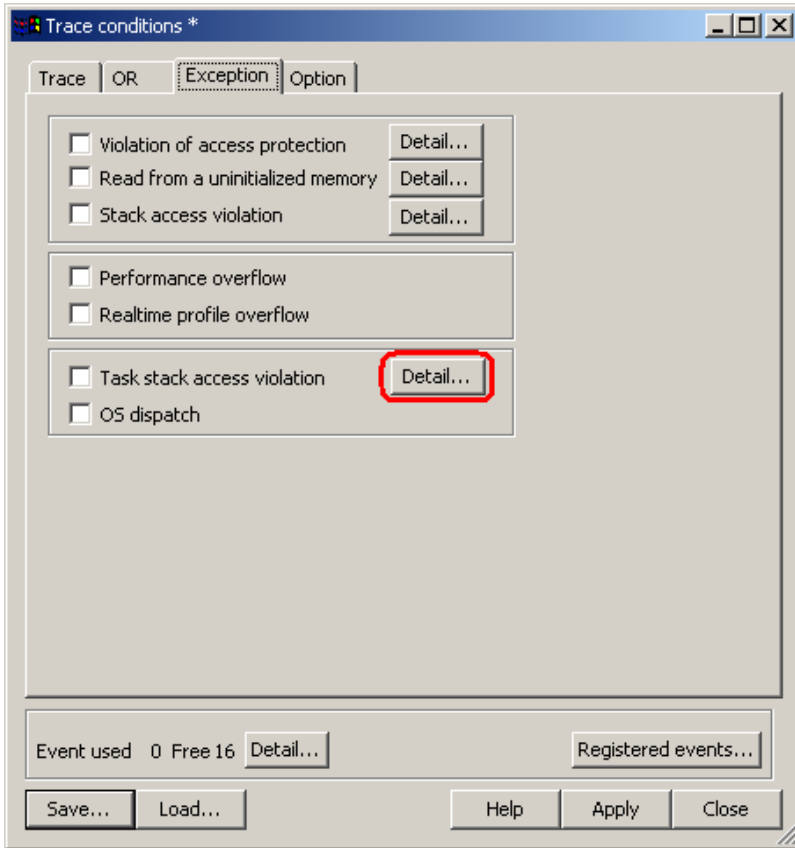 Trace conditions *
Trace OR Exception Option
Violation of access protection Detail...
Read from a uninitialized memory Detail...
Stack access violation Detail...
Performance overflow
Realtime profile overflow
Task stack access violation Detail...
OS dispatch
Event used 0 Free 16 Detail... Registered events...
Save... Load... Help Apply Close